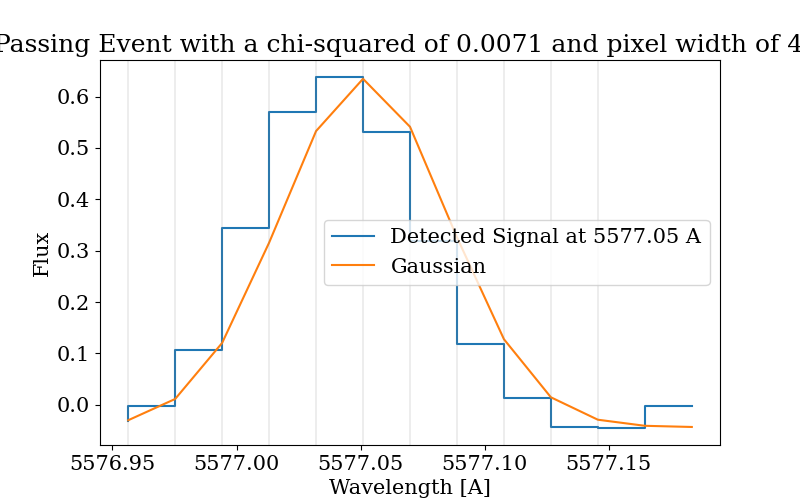 Passing Event with a chi-squared of 0.0071 and pixel width of 4
0.6
0.5
0.4
0.3
0.2
0.1
0.0
Flux
Detected Signal at 5577.05 A
Gaussian
5576.95 5577.00 5577.05 5577.10 5577.15
Wavelength [A]